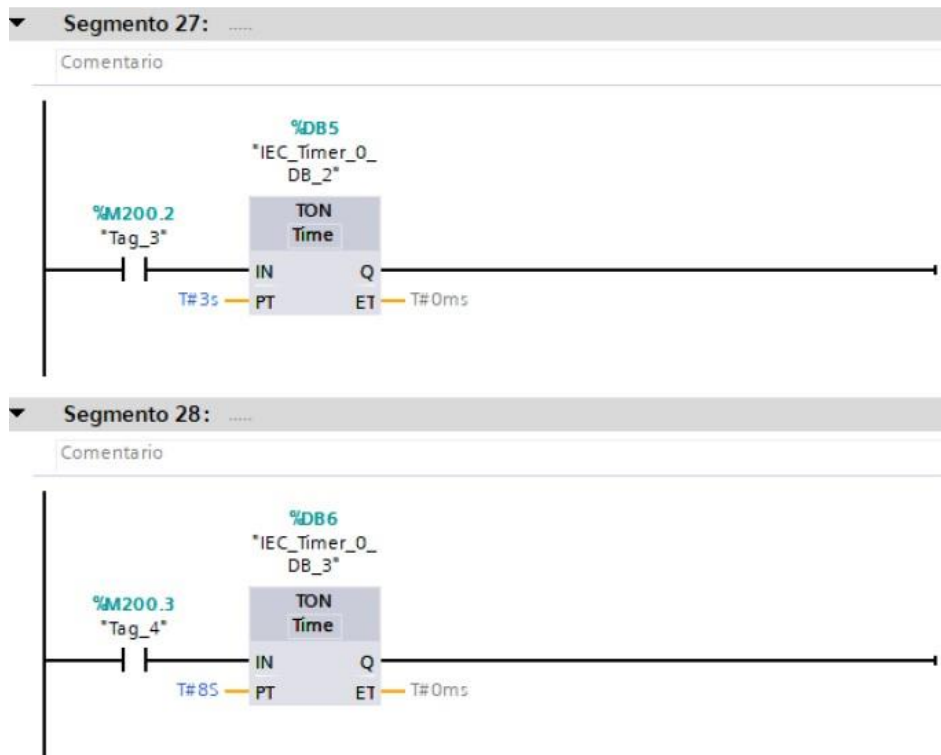 Segmento 27: .....
Comentario
%DB5
"IEC_Timer_0_
DB_2"
%M200.2
"Tag_3"
TON
Time
IN Q
T#3s PT ET T#0ms
Segmento 28: .....
Comentario
%DB6
"IEC_Timer_0_
DB_3"
%M200.3
"Tag_4"
TON
Time
IN Q
T#8S PT ET T#0ms